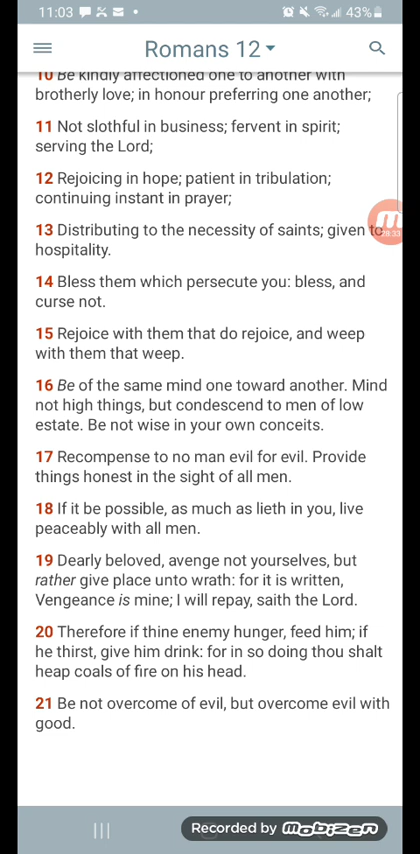 11:03
43%
Romans 12
10 Be kindly affectioned one to another with
brotherly love; in honour preferring one another;
11 Not slothful in business; fervent in spirit;
serving the Lord;
12 Rejoicing in hope; patient in tribulation;
continuing instant in prayer;
13 Distributing to the necessity of saints; given to
hospitality.
28:33
14 Bless them which persecute you: bless, and
curse not.
15 Rejoice with them that do rejoice, and weep
with them that weep.
16 Be of the same mind one toward another. Mind
not high things, but condescend to men of low
estate. Be not wise in your own conceits.
17 Recompense to no man evil for evil. Provide
things honest in the sight of all men.
18 If it be possible, as much as lieth in you, live
peaceably with all men.
19 Dearly beloved, avenge not yourselves, but
rather give place unto wrath: for it is written,
Vengeance is mine; I will repay, saith the Lord.
20 Therefore if thine enemy hunger, feed him; if
he thirst, give him drink: for in so doing thou shalt
heap coals of fire on his head.
21 Be not overcome of evil, but overcome evil with
good.
Recorded by mobizen